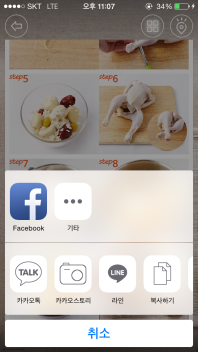 SKT LTE 오후 11:07 34%
step5 step6
step7 step8
Facebook 기타
TALK LINE
카카오톡 카카오스토리 라인 복사하기
취소